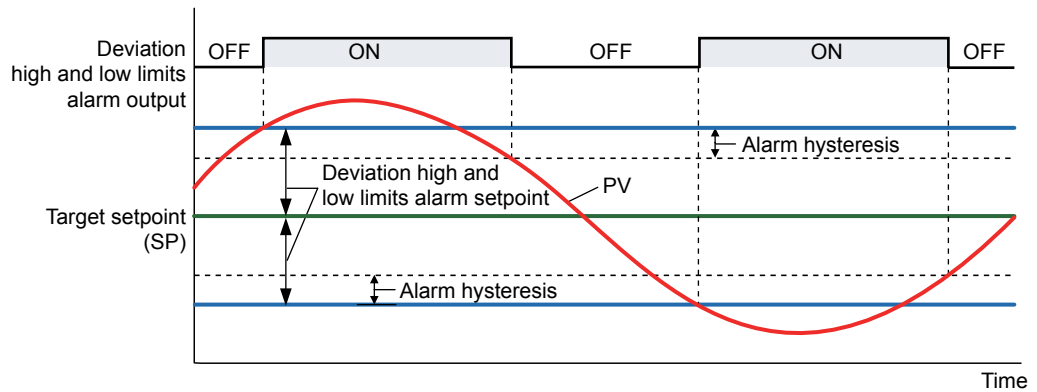 Deviation
high and low limits
alarm output
OFF
ON
OFF
ON
OFF
Alarm hysteresis
Deviation high and
low limits alarm setpoint
PV
Target setpoint
(SP)
Alarm hysteresis
Time